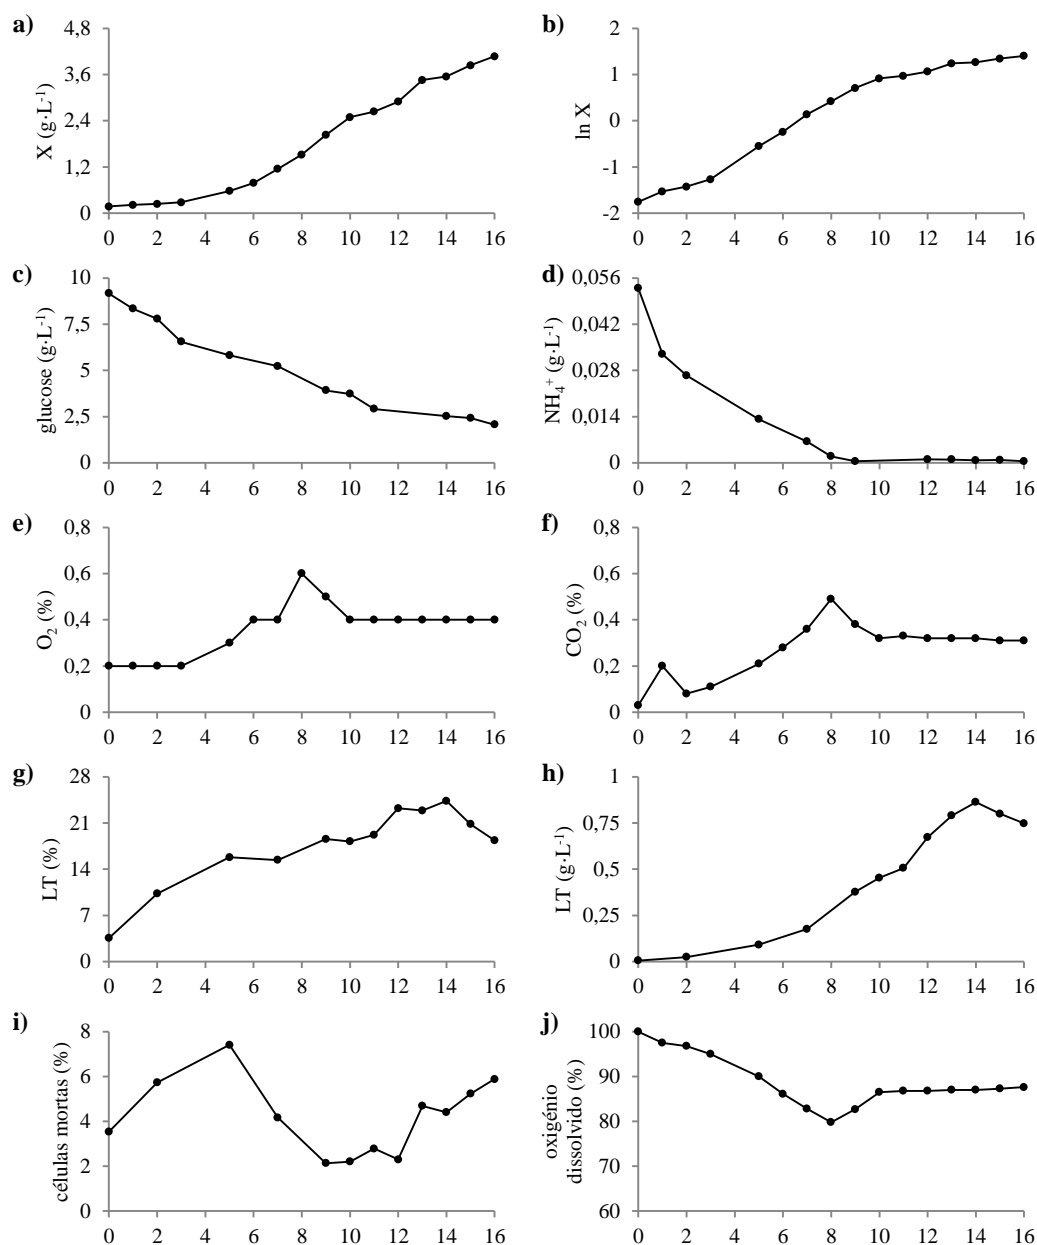 a)
X (g·L-1)
4,8
3,6
2,4
1,2
0
0 2 4 6 8 10 12 14 16
b)
ln X
2
1
0
-1
-2
0 2 4 6 8 10 12 14 16
c)
glucose (g·L-1)
10
7,5
5
2,5
0
0 2 4 6 8 10 12 14 16
d)
NH4+ (g·L-1)
0,056
0,042
0,028
0,014
0
0 2 4 6 8 10 12 14 16
e)
O2 (%)
0,8
0,6
0,4
0,2
0
0 2 4 6 8 10 12 14 16
f)
CO2 (%)
0,8
0,6
0,4
0,2
0
0 2 4 6 8 10 12 14 16
g)
LT (%)
28
21
14
7
0
0 2 4 6 8 10 12 14 16
h)
LT (g·L-1)
1
0,75
0,5
0,25
0
0 2 4 6 8 10 12 14 16
i)
células mortas (%)
8
6
4
2
0
0 2 4 6 8 10 12 14 16
j)
oxigénio
dissolvido (%)
100
90
80
70
60
0 2 4 6 8 10 12 14 16